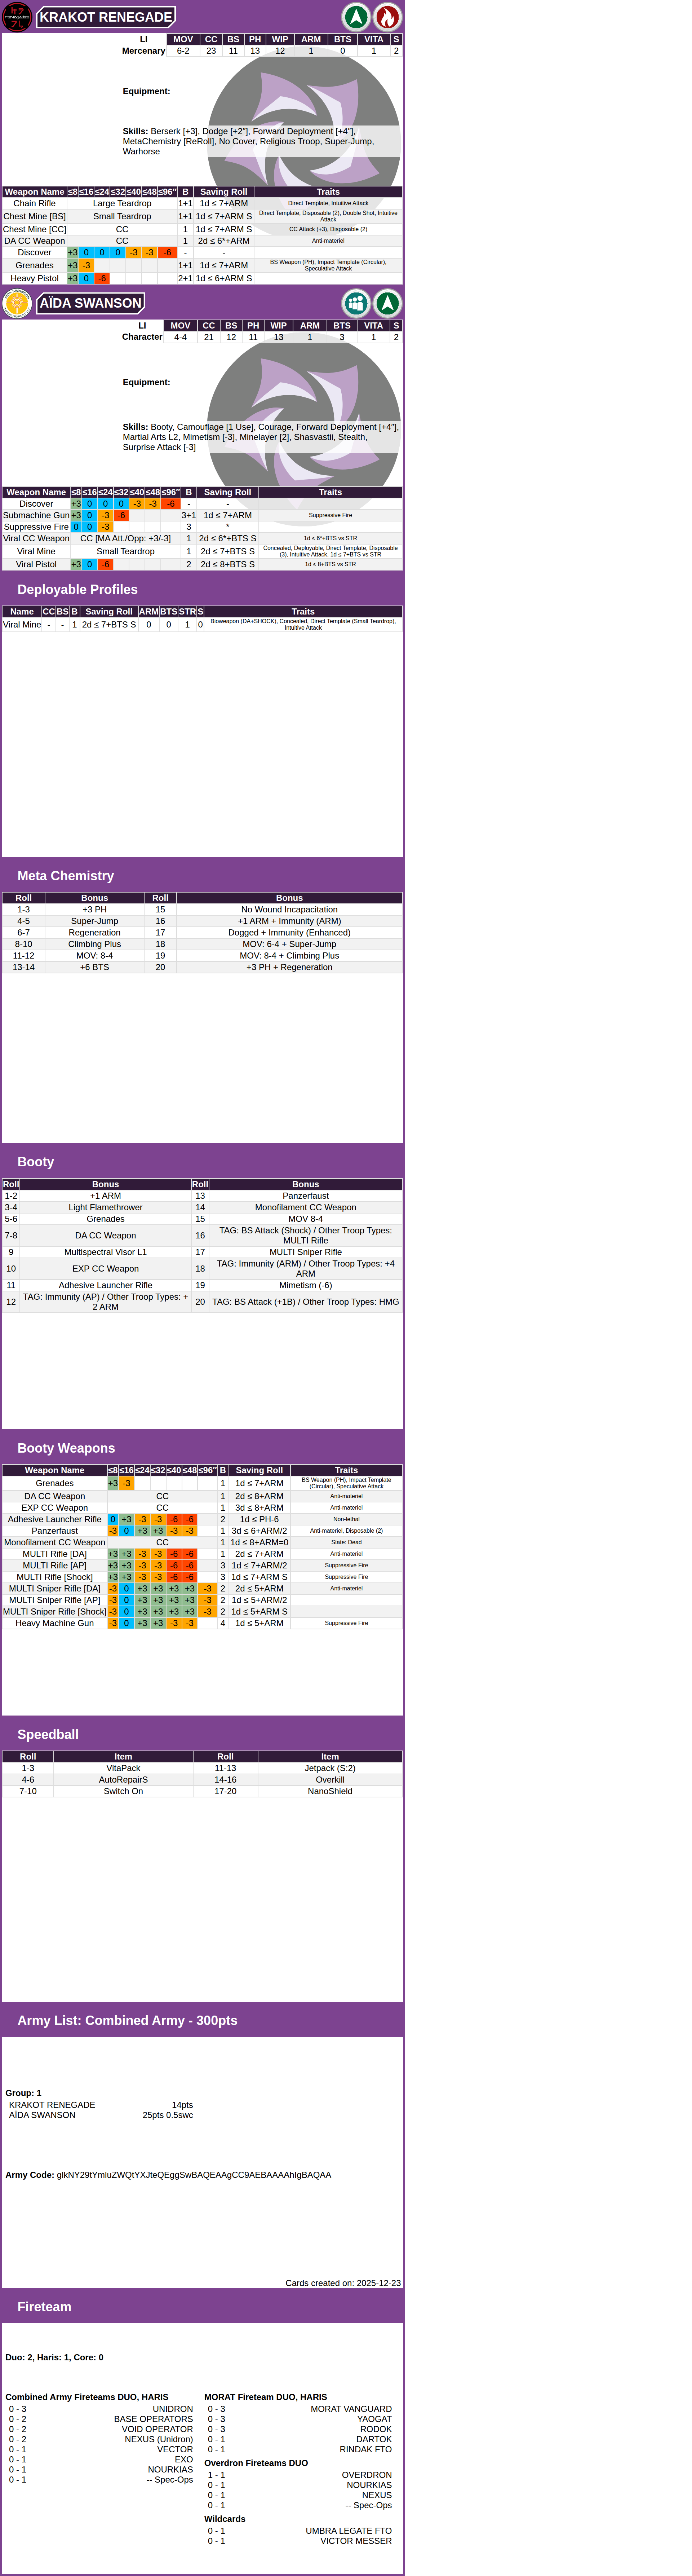 KRAKOT RENEGADE
LI MOV CC BS PH WIP ARM BTS VITA S
Mercenary 6-2 23 11 13 12 1 0 1 2
Equipment:
Skills: Berserk [+3], Dodge [+2″], Forward Deployment [+4″],
MetaChemistry [ReRoll], No Cover, Religious Troop, Super-Jump,
Warhorse
Weapon Name ≤8 ≤16 ≤24 ≤32 ≤40 ≤48 ≤96″ B Saving Roll Traits
Chain Rifle Large Teardrop 1+1 1d ≤ 7+ARM Direct Template, Intuitive Attack
Chest Mine [BS] Small Teardrop 1+1 1d ≤ 7+ARM S Direct Template, Disposable (2), Double Shot, Intuitive
Attack
Chest Mine [CC] CC 1 1d ≤ 7+ARM S CC Attack (+3), Disposable (2)
DA CC Weapon CC 1 2d ≤ 6*+ARM Anti-materiel
Discover +3 0 0 0 -3 -3 -6 - -
Grenades +3 -3 1+1 1d ≤ 7+ARM BS Weapon (PH), Impact Template (Circular),
Speculative Attack
Heavy Pistol +3 0 -6 2+1 1d ≤ 6+ARM S
AÏDA SWANSON
LI MOV CC BS PH WIP ARM BTS VITA S
Character 4-4 21 12 11 13 1 3 1 2
Equipment:
Skills: Booty, Camouflage [1 Use], Courage, Forward Deployment [+4″],
Martial Arts L2, Mimetism [-3], Minelayer [2], Shasvastii, Stealth,
Surprise Attack [-3]
Weapon Name ≤8 ≤16 ≤24 ≤32 ≤40 ≤48 ≤96″ B Saving Roll Traits
Discover +3 0 0 0 -3 -3 -6 - -
Submachine Gun +3 0 -3 -6 3+1 1d ≤ 7+ARM Suppressive Fire
Suppressive Fire 0 0 -3 3 *
Viral CC Weapon CC [MA Att./Opp: +3/-3] 1 2d ≤ 6*+BTS S 1d ≤ 6*+BTS vs STR
Viral Mine Small Teardrop 1 2d ≤ 7+BTS S Concealed, Deployable, Direct Template, Disposable
(3), Intuitive Attack, 1d ≤ 7+BTS vs STR
Viral Pistol +3 0 -6 2 2d ≤ 8+BTS S 1d ≤ 8+BTS vs STR
Deployable Profiles
Name CC BS B Saving Roll ARM BTS STR S Traits
Viral Mine - - 1 2d ≤ 7+BTS S 0 0 1 0 Bioweapon (DA+SHOCK), Concealed, Direct Template (Small Teardrop),
Intuitive Attack
Meta Chemistry
Roll Bonus Roll Bonus
1-3 +3 PH 15 No Wound Incapacitation
4-5 Super-Jump 16 +1 ARM + Immunity (ARM)
6-7 Regeneration 17 Dogged + Immunity (Enhanced)
8-10 Climbing Plus 18 MOV: 6-4 + Super-Jump
11-12 MOV: 8-4 19 MOV: 8-4 + Climbing Plus
13-14 +6 BTS 20 +3 PH + Regeneration
Booty
Roll Bonus Roll Bonus
1-2 +1 ARM 13 Panzerfaust
3-4 Light Flamethrower 14 Monofilament CC Weapon
5-6 Grenades 15 MOV 8-4
7-8 DA CC Weapon 16 TAG: BS Attack (Shock) / Other Troop Types:
MULTI Rifle
9 Multispectral Visor L1 17 MULTI Sniper Rifle
10 EXP CC Weapon 18 TAG: Immunity (ARM) / Other Troop Types: +4
ARM
11 Adhesive Launcher Rifle 19 Mimetism (-6)
12 TAG: Immunity (AP) / Other Troop Types: +
2 ARM 20 TAG: BS Attack (+1B) / Other Troop Types: HMG
Booty Weapons
Weapon Name ≤8 ≤16 ≤24 ≤32 ≤40 ≤48 ≤96″ B Saving Roll Traits
Grenades +3 -3 1 1d ≤ 7+ARM BS Weapon (PH), Impact Template
(Circular), Speculative Attack
DA CC Weapon CC 1 2d ≤ 8+ARM Anti-materiel
EXP CC Weapon CC 1 3d ≤ 8+ARM Anti-materiel
Adhesive Launcher Rifle 0 +3 -3 -3 -6 -6 2 1d ≤ PH-6 Non-lethal
Panzerfaust -3 0 +3 +3 -3 -3 1 3d ≤ 6+ARM/2 Anti-materiel, Disposable (2)
Monofilament CC Weapon CC 1 1d ≤ 8+ARM=0 State: Dead
MULTI Rifle [DA] +3 +3 -3 -3 -6 -6 1 2d ≤ 7+ARM Anti-materiel
MULTI Rifle [AP] +3 +3 -3 -3 -6 -6 3 1d ≤ 7+ARM/2 Suppressive Fire
MULTI Rifle [Shock] +3 +3 -3 -3 -6 -6 3 1d ≤ 7+ARM S Suppressive Fire
MULTI Sniper Rifle [DA] -3 0 +3 +3 +3 +3 -3 2 2d ≤ 5+ARM Anti-materiel
MULTI Sniper Rifle [AP] -3 0 +3 +3 +3 +3 -3 2 1d ≤ 5+ARM/2
MULTI Sniper Rifle [Shock] -3 0 +3 +3 +3 +3 -3 2 1d ≤ 5+ARM S
Heavy Machine Gun -3 0 +3 +3 -3 -3 4 1d ≤ 5+ARM Suppressive Fire
Speedball
Roll Item Roll Item
1-3 VitaPack 11-13 Jetpack (S:2)
4-6 AutoRepairS 14-16 Overkill
7-10 Switch On 17-20 NanoShield
Army List: Combined Army - 300pts
Group: 1
KRAKOT RENEGADE 14pts
AÏDA SWANSON 25pts 0.5swc
Army Code: glkNY29tYmluZWQtYXJteQEggSwBAQEAAgCC9AEBAAAAhIgBAQAA
Cards created on: 2025-12-23
Fireteam
Duo: 2, Haris: 1, Core: 0
Combined Army Fireteams DUO, HARIS
0 - 3 UNIDRON
0 - 2 BASE OPERATORS
0 - 2 VOID OPERATOR
0 - 2 NEXUS (Unidron)
0 - 1 VECTOR
0 - 1 EXO
0 - 1 NOURKIAS
0 - 1 -- Spec-Ops
MORAT Fireteam DUO, HARIS
0 - 3 MORAT VANGUARD
0 - 3 YAOGAT
0 - 3 RODOK
0 - 1 DARTOK
0 - 1 RINDAK FTO
Overdron Fireteams DUO
1 - 1 OVERDRON
0 - 1 NOURKIAS
0 - 1 NEXUS
0 - 1 -- Spec-Ops
Wildcards
0 - 1 UMBRA LEGATE FTO
0 - 1 VICTOR MESSER